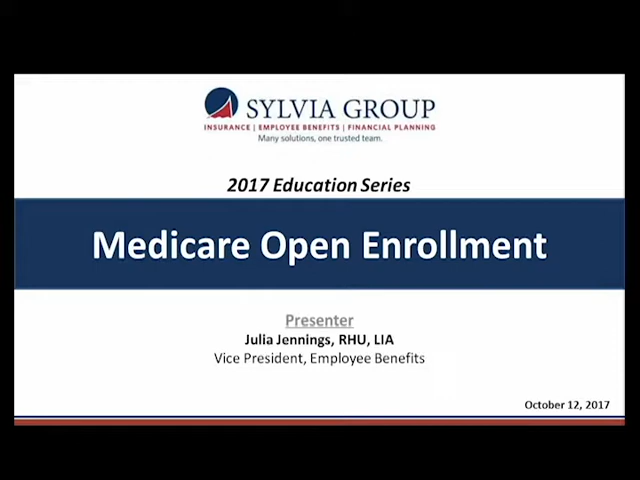 SYLVIA GROUP
INSURANCE | EMPLOYEE BENEFITS | FINANCIAL PLANNING
Many solutions, one trusted team.
2017 Education Series
Medicare Open Enrollment
Presenter
Julia Jennings, RHU, LIA
Vice President, Employee Benefits
October 12, 2017